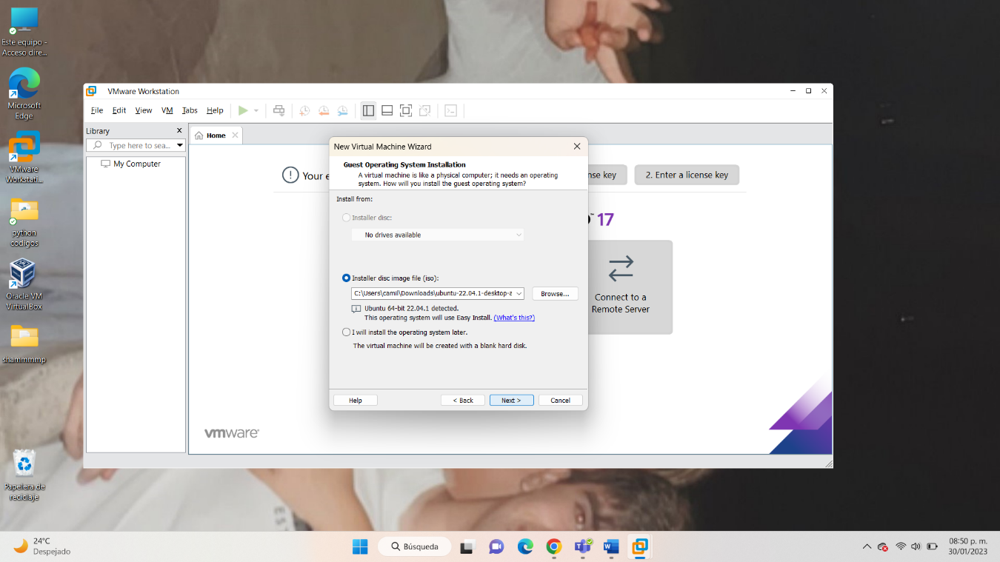 Este equipo -
Acceso dire...
Microsoft
Edge
VMware
Workstati...
python
codigos
Oracle VM
VirtualBox
shammmmp
Papelera de
reciclaje
VMware Workstation
File Edit View VM Tabs Help
Library
Type here to sea...
My Computer
Home
Your e
nse key
2. Enter a license key
17
Connect to a
Remote Server
vmware
New Virtual Machine Wizard
Guest Operating System Installation
A virtual machine is like a physical computer; it needs an operating
system. How will you install the guest operating system?
Install from:
Installer disc:
No drives available
Installer disc image file (iso):
C:\Users\camil\Downloads\ubuntu-22.04.1-desktop-a
Browse...
Ubuntu 64-bit 22.04.1 detected.
This operating system will use Easy Install. (What's this?)
I will install the operating system later.
The virtual machine will be created with a blank hard disk.
Help
< Back
Next >
Cancel
24°C
Despejado
Búsqueda
08:50 p. m.
30/01/2023